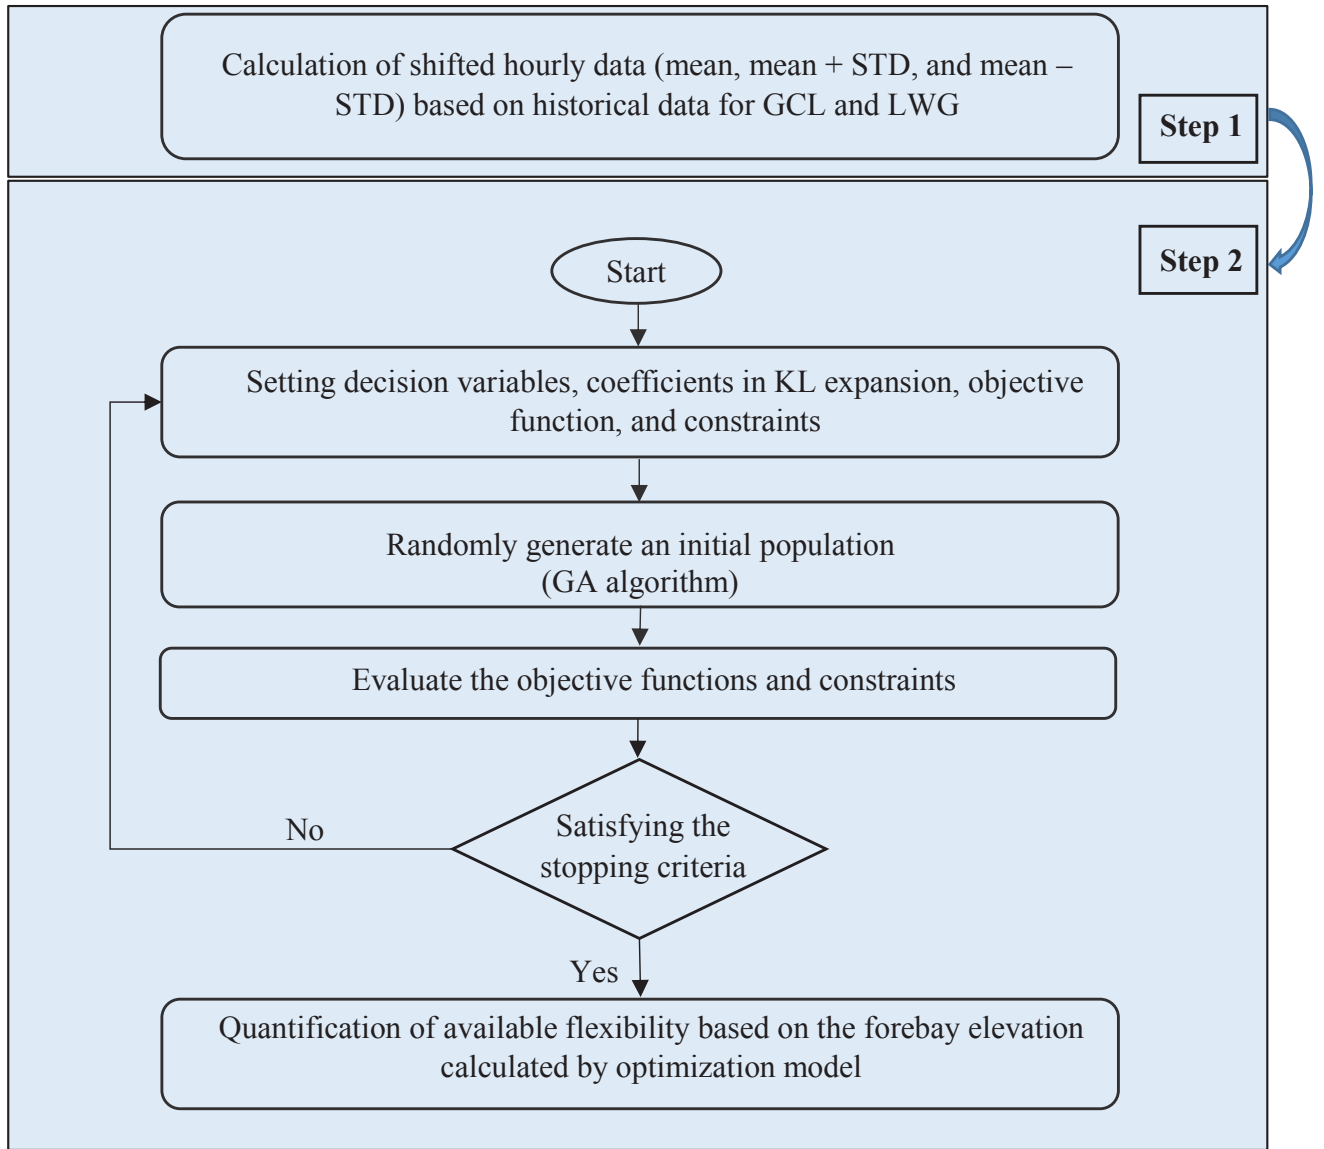 Calculation of shifted hourly data (mean, mean + STD, and mean –
STD) based on historical data for GCL and LWG
Step 1
Step 2
Start
Setting decision variables, coefficients in KL expansion, objective
function, and constraints
Randomly generate an initial population
(GA algorithm)
Evaluate the objective functions and constraints
Satisfying the
stopping criteria
No
Yes
Quantification of available flexibility based on the forebay elevation
calculated by optimization model